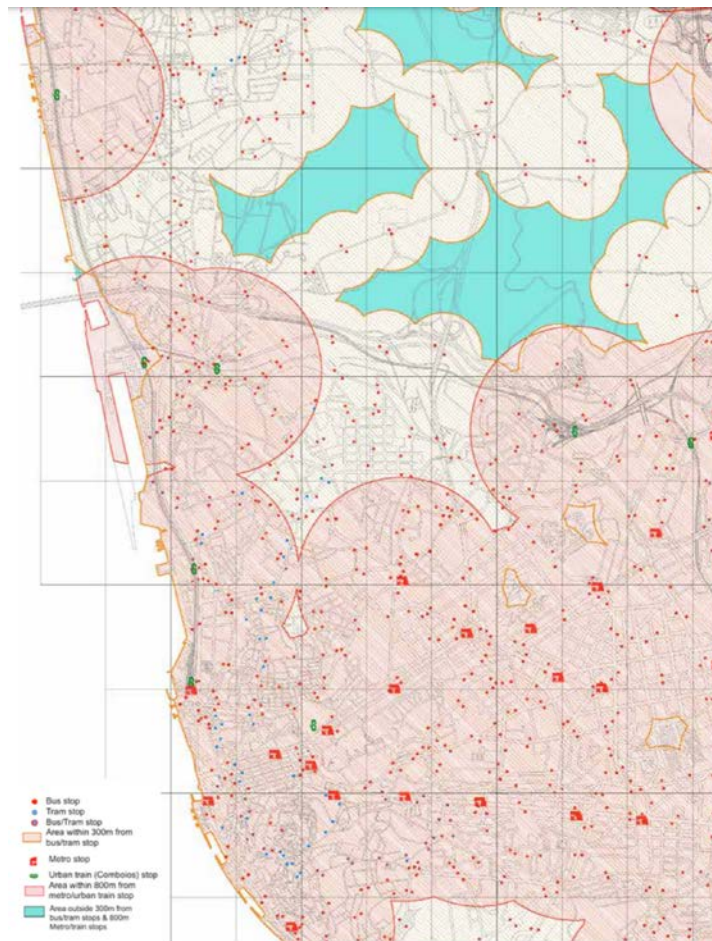 Bus stop
Tram stop
Bus/Tram stop
Area within 300m from
bus/tram stop
Metro stop
Urban train (Comboios) stop
Area within 800m from
metro/urban train stop
Area outside 300m from
bus/tram stops & 800m
Metro/train stops